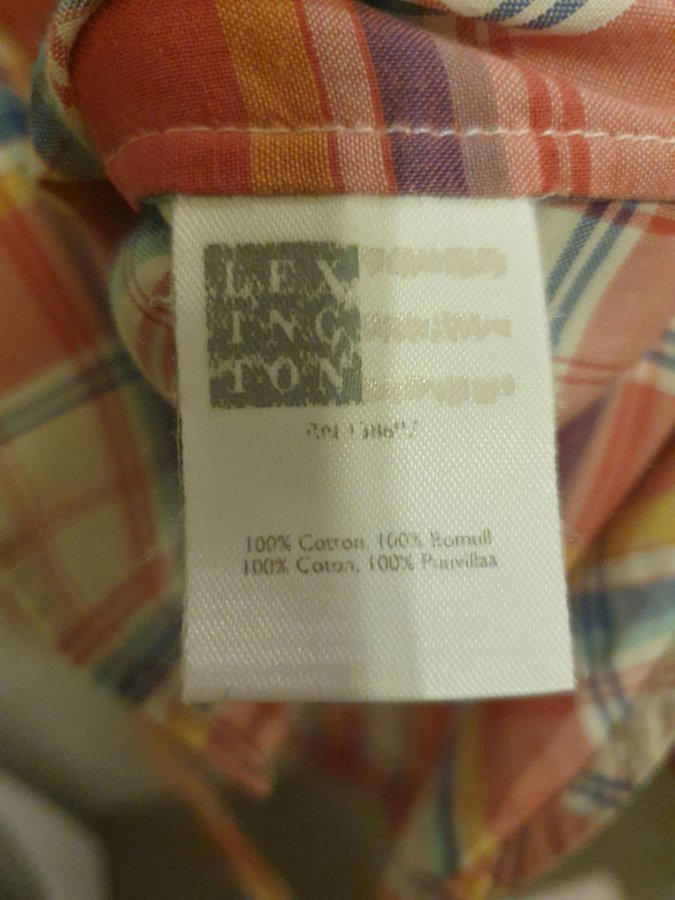 LEX
ING
TON
100% Cotton, 100% Bomull
100% Coton, 100% Puuvillaa